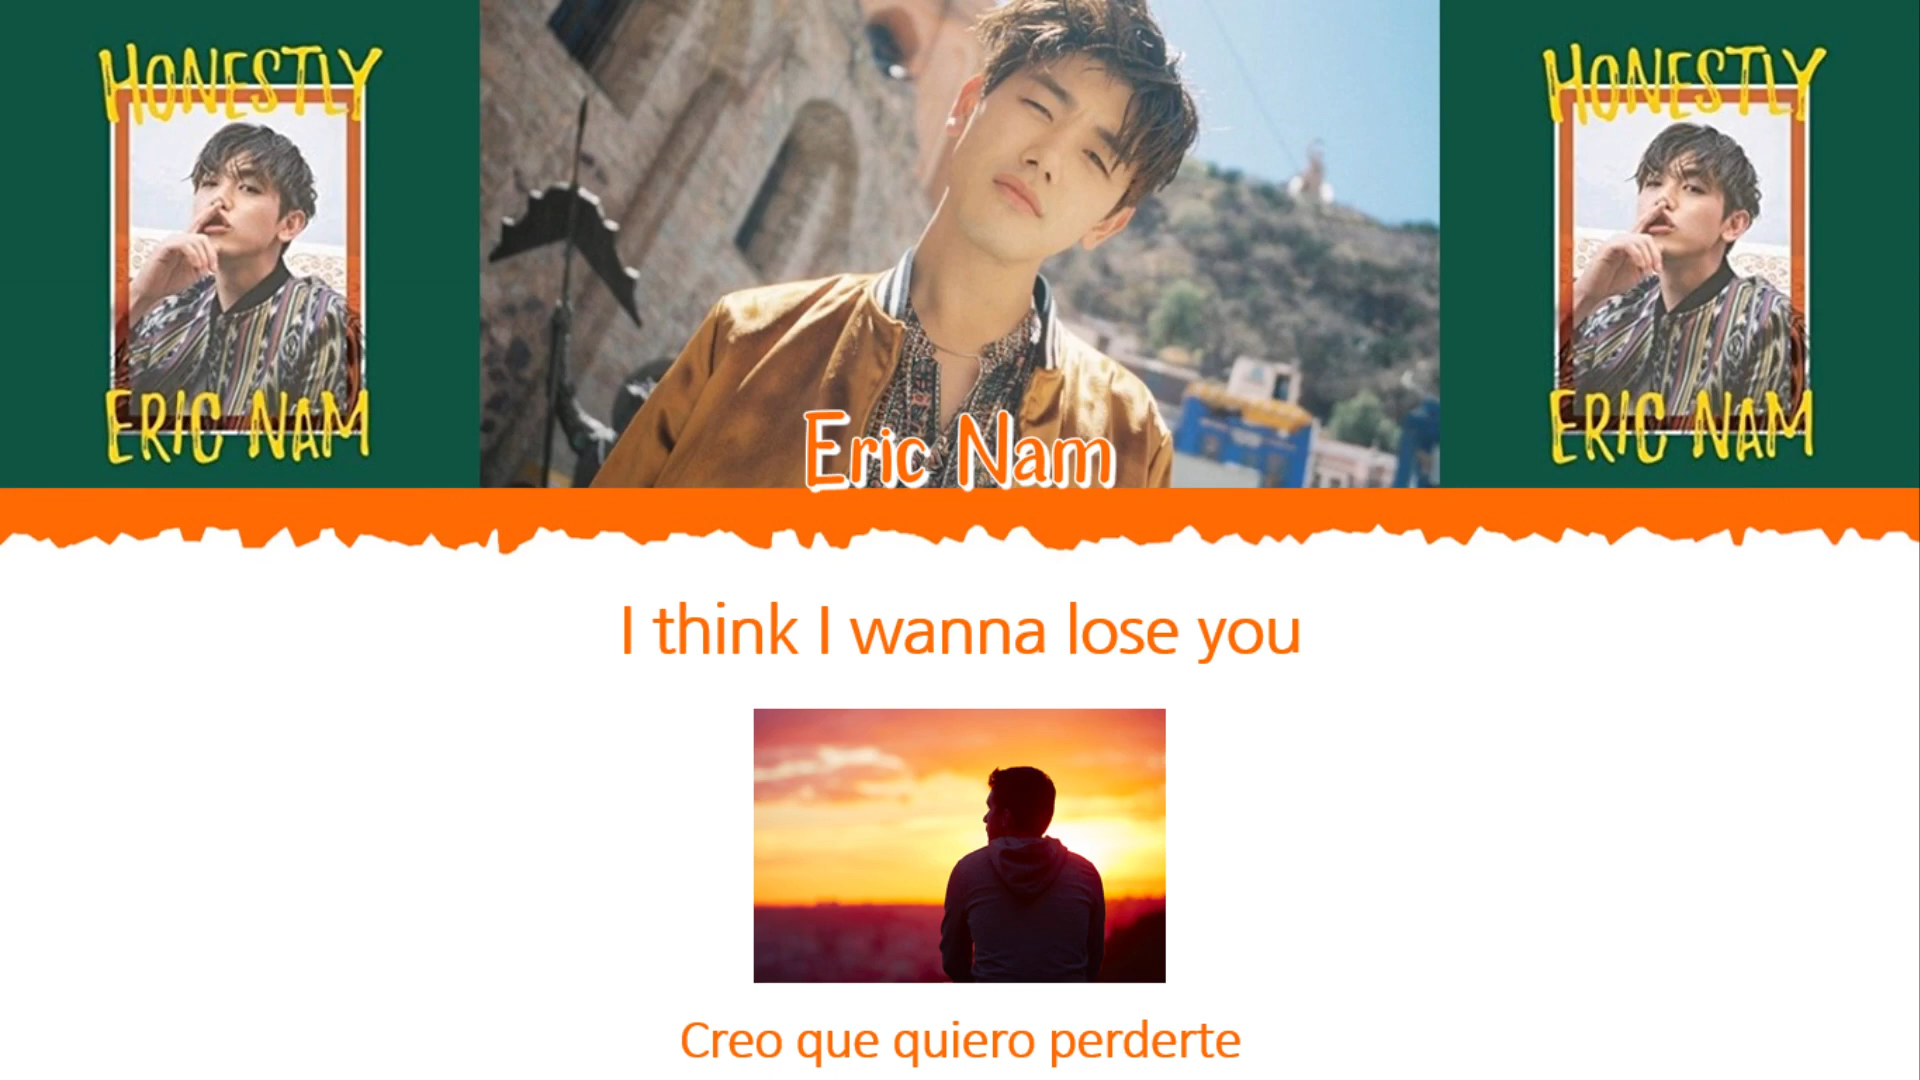 HONESTLY
ERIC NAM
Eric Nam
HONESTLY
ERIC NAM
I think I wanna lose you
Creo que quiero perderte